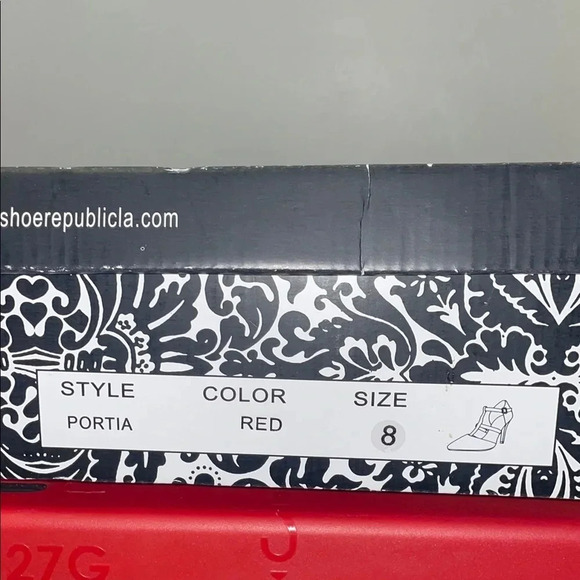 shoerepublicla.com
STYLE COLOR SIZE
PORTIA RED 8
27G